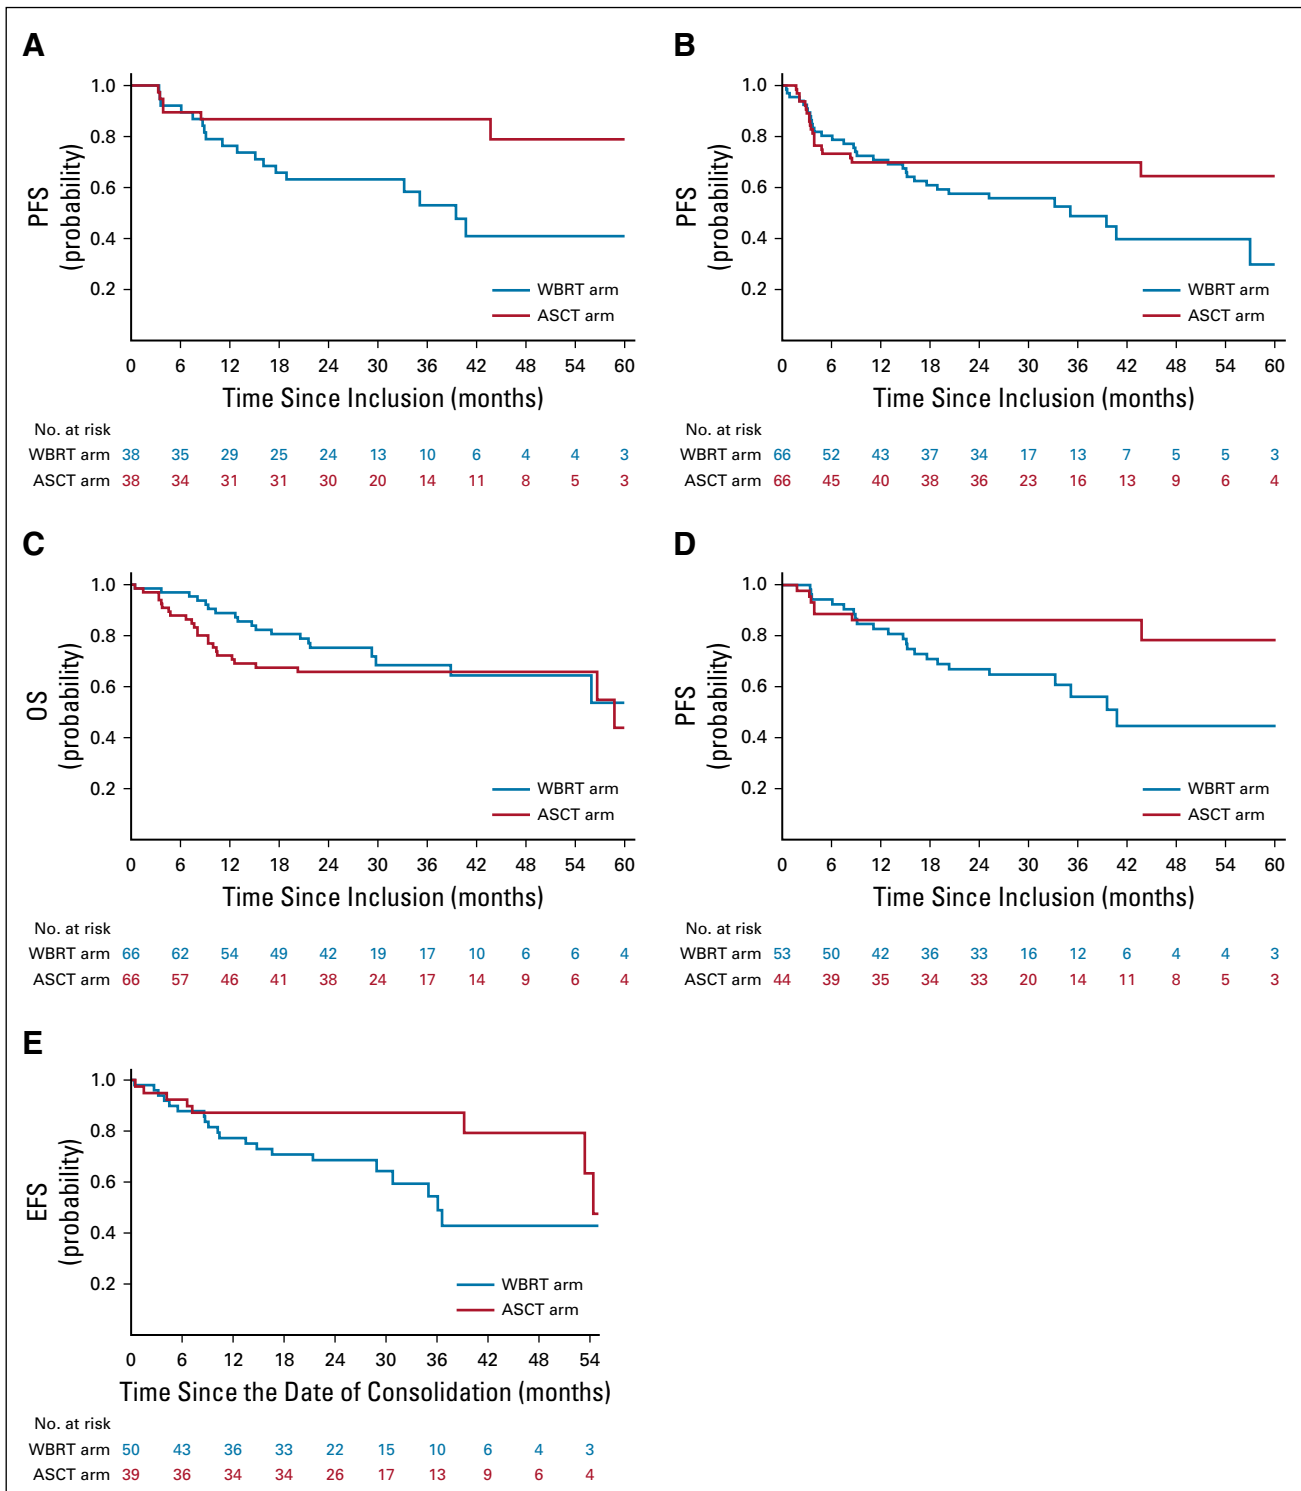 A
1.0
0.8
0.6
0.4
0.2
PFS
(probability)
WBRT arm
ASCT arm
0 6 12 18 24 30 36 42 48 54 60
Time Since Inclusion (months)
No. at risk
WBRT arm 38 35 29 25 24 13 10 6 4 4 3
ASCT arm 38 34 31 31 30 20 14 11 8 5 3
B
1.0
0.8
0.6
0.4
0.2
PFS
(probability)
WBRT arm
ASCT arm
0 6 12 18 24 30 36 42 48 54 60
Time Since Inclusion (months)
No. at risk
WBRT arm 66 52 43 37 34 17 13 7 5 5 3
ASCT arm 66 45 40 38 36 23 16 13 9 6 4
C
1.0
0.8
0.6
0.4
0.2
OS
(probability)
WBRT arm
ASCT arm
0 6 12 18 24 30 36 42 48 54 60
Time Since Inclusion (months)
No. at risk
WBRT arm 66 62 54 49 42 19 17 10 6 6 4
ASCT arm 66 57 46 41 38 24 17 14 9 6 4
D
1.0
0.8
0.6
0.4
0.2
PFS
(probability)
WBRT arm
ASCT arm
0 6 12 18 24 30 36 42 48 54 60
Time Since Inclusion (months)
No. at risk
WBRT arm 53 50 42 36 33 16 12 6 4 4 3
ASCT arm 44 39 35 34 33 20 14 11 8 5 3
E
1.0
0.8
0.6
0.4
0.2
EFS
(probability)
WBRT arm
ASCT arm
0 6 12 18 24 30 36 42 48 54
Time Since the Date of Consolidation (months)
No. at risk
WBRT arm 50 43 36 33 22 15 10 6 4 3
ASCT arm 39 36 34 34 26 17 13 9 6 4